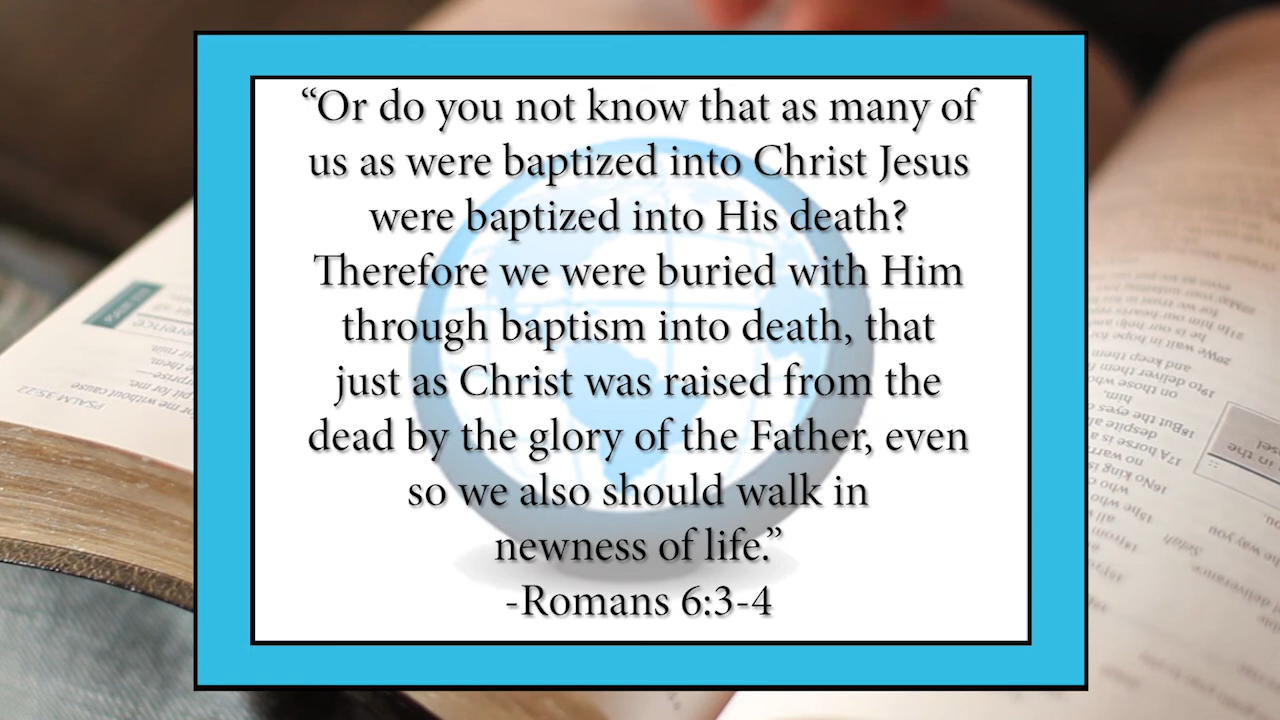 “Or do you not know that as many of
us as were baptized into Christ Jesus
were baptized into His death?
Therefore we were buried with Him
through baptism into death, that
just as Christ was raised from the
dead by the glory of the Father, even
so we also should walk in
newness of life.”
-Romans 6:3-4
PSALM 35:22